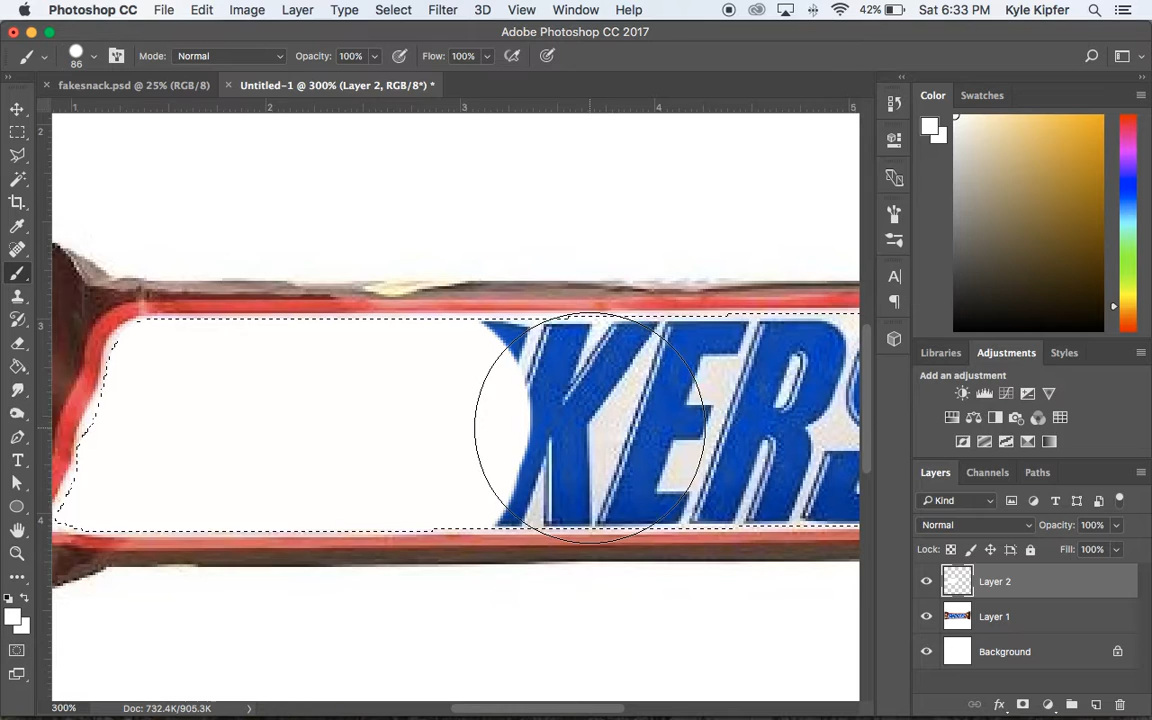 Photoshop CC File Edit Image Layer Type Select Filter 3D View Window Help 42% Sat 6:33 PM Kyle Kipfer
Adobe Photoshop CC 2017
86 Mode: Normal Opacity: 100% Flow: 100%
fakesnack.psd @ 25% (RGB/8) Untitled-1 @ 300% (Layer 2, RGB/8*) *
1 2 3 4 5
2
3
4
KERS
Color Swatches
Libraries Adjustments Styles
Add an adjustment
Layers Channels Paths
Kind
Normal Opacity: 100%
Lock: Fill: 100%
Layer 2
Layer 1
Background
300% Doc: 732.4K/905.3K